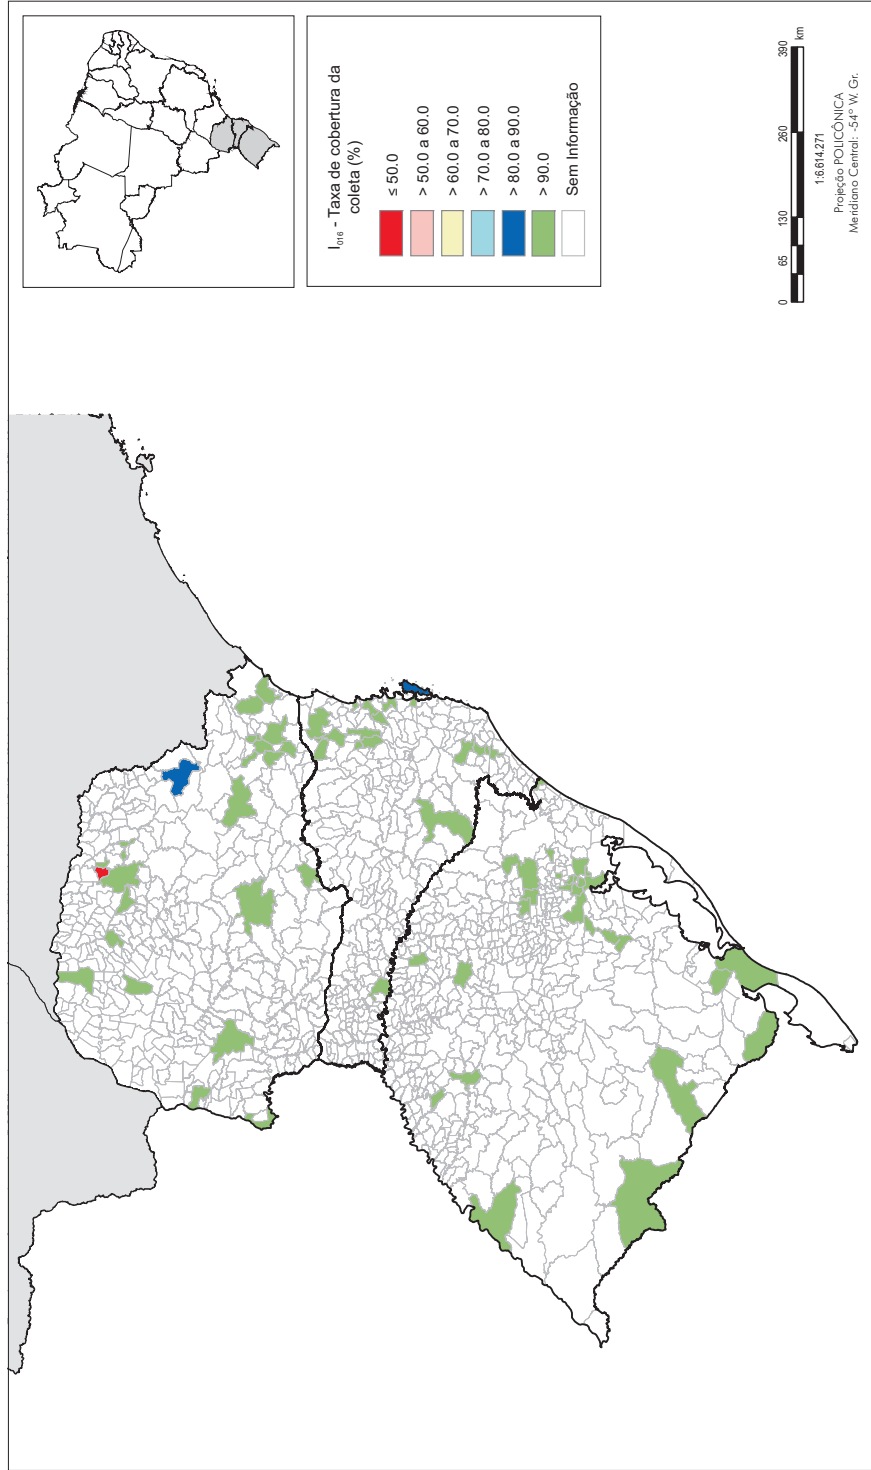 I016 - Taxa de cobertura da
coleta (%)
≤ 50.0
> 50.0 a 60.0
> 60.0 a 70.0
> 70.0 a 80.0
> 80.0 a 90.0
> 90.0
Sem Informação
0 65 130 260 390
km
1:6.614.271
Projeção POLICÔNICA
Meridiano Central: -54° W. Gr.